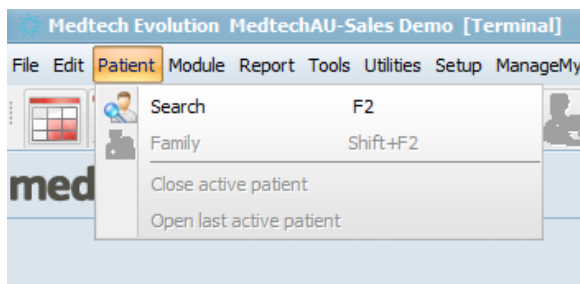 Medtech Evolution MedtechAU-Sales Demo [Terminal]
File Edit Patient Module Report Tools Utilities Setup ManageMy
Search F2
Family Shift+F2
med
Close active patient
Open last active patient